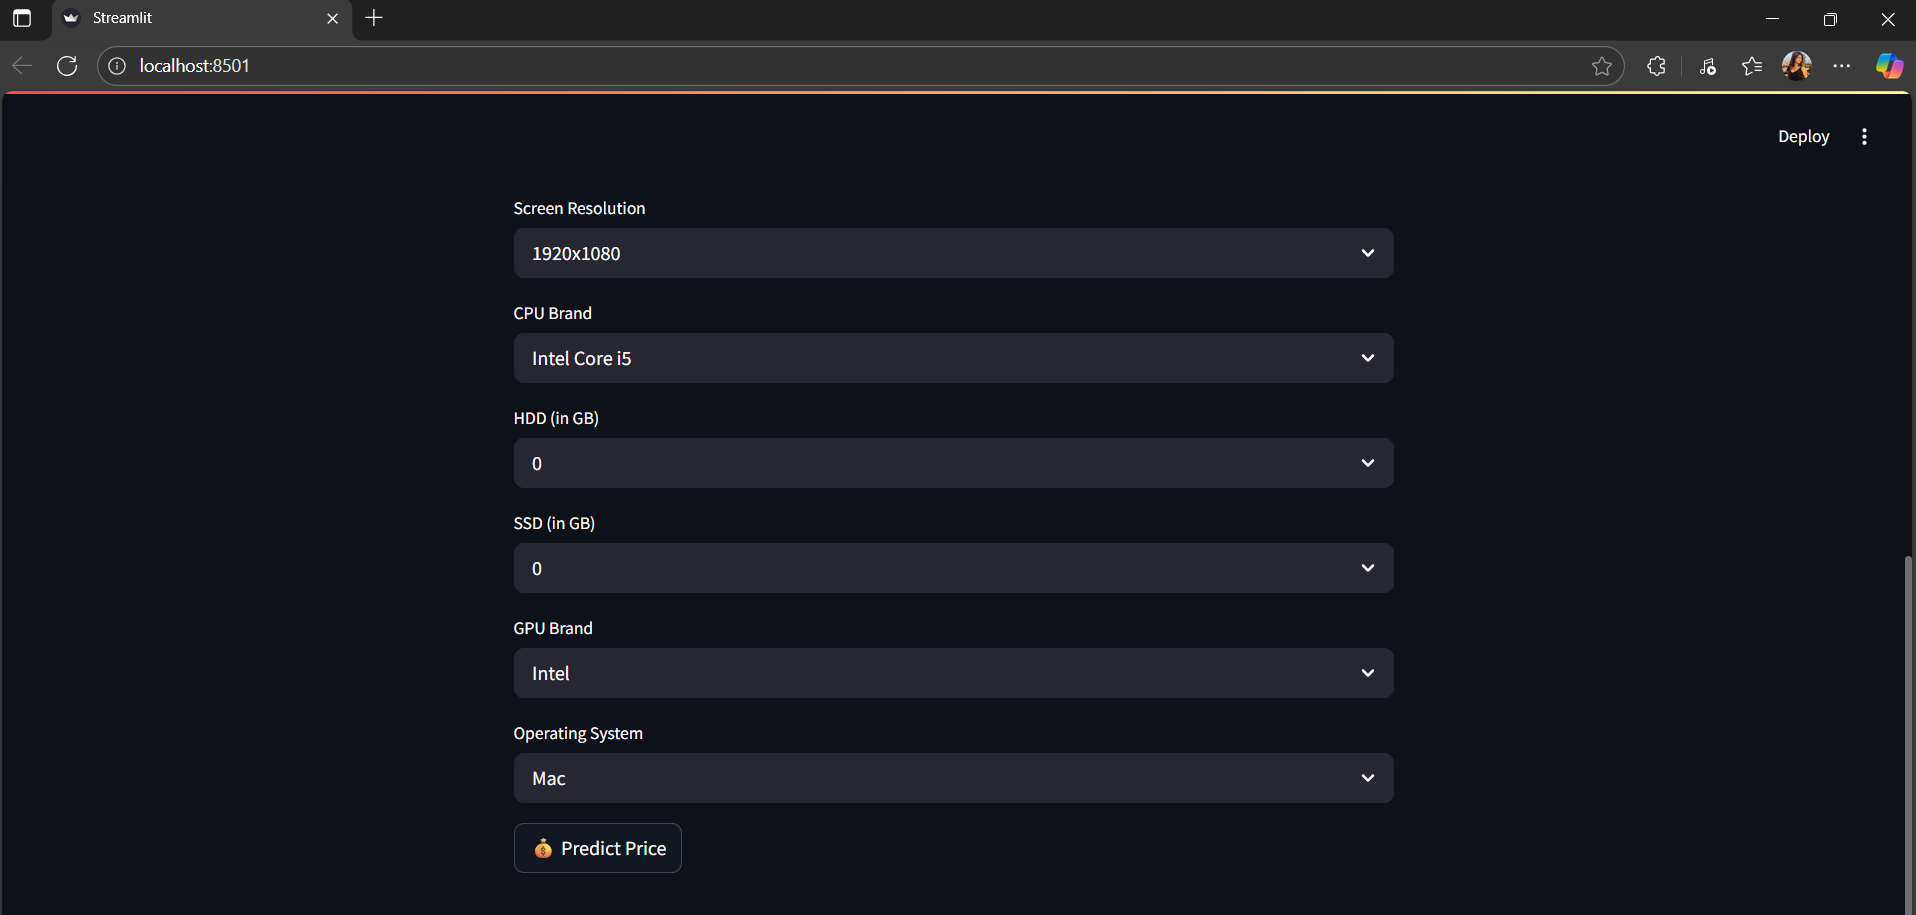 Streamlit
localhost:8501
Deploy
Screen Resolution
1920x1080
CPU Brand
Intel Core i5
HDD (in GB)
0
SSD (in GB)
0
GPU Brand
Intel
Operating System
Mac
Predict Price